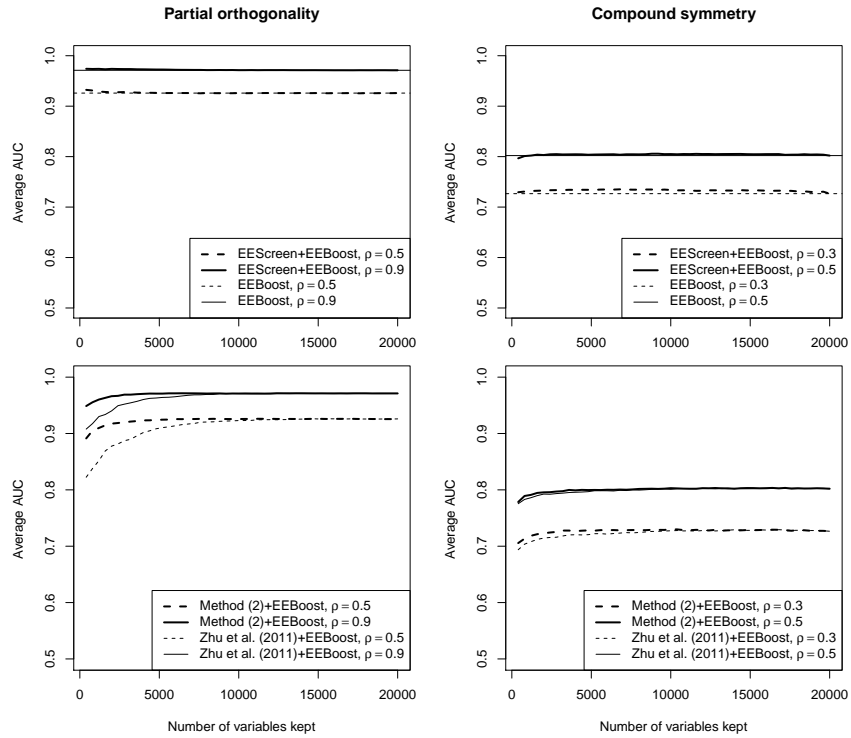 Partial orthogonality
Compound symmetry
Average AUC
0.5 0.6 0.7 0.8 0.9 1.0
EEScreen+EEBoost, ρ = 0.5
EEScreen+EEBoost, ρ = 0.9
EEBoost, ρ = 0.5
EEBoost, ρ = 0.9
0 5000 10000 15000 20000
Average AUC
0.5 0.6 0.7 0.8 0.9 1.0
EEScreen+EEBoost, ρ = 0.3
EEScreen+EEBoost, ρ = 0.5
EEBoost, ρ = 0.3
EEBoost, ρ = 0.5
0 5000 10000 15000 20000
Average AUC
0.5 0.6 0.7 0.8 0.9 1.0
Method (2)+EEBoost, ρ = 0.5
Method (2)+EEBoost, ρ = 0.9
Zhu et al. (2011)+EEBoost, ρ = 0.5
Zhu et al. (2011)+EEBoost, ρ = 0.9
0 5000 10000 15000 20000
Number of variables kept
Average AUC
0.5 0.6 0.7 0.8 0.9 1.0
Method (2)+EEBoost, ρ = 0.3
Method (2)+EEBoost, ρ = 0.5
Zhu et al. (2011)+EEBoost, ρ = 0.3
Zhu et al. (2011)+EEBoost, ρ = 0.5
0 5000 10000 15000 20000
Number of variables kept